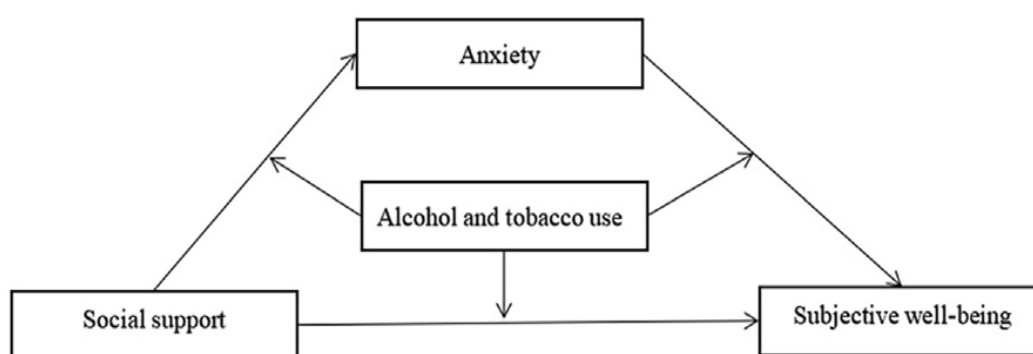 Anxiety
Alcohol and tobacco use
Social support
Subjective well-being